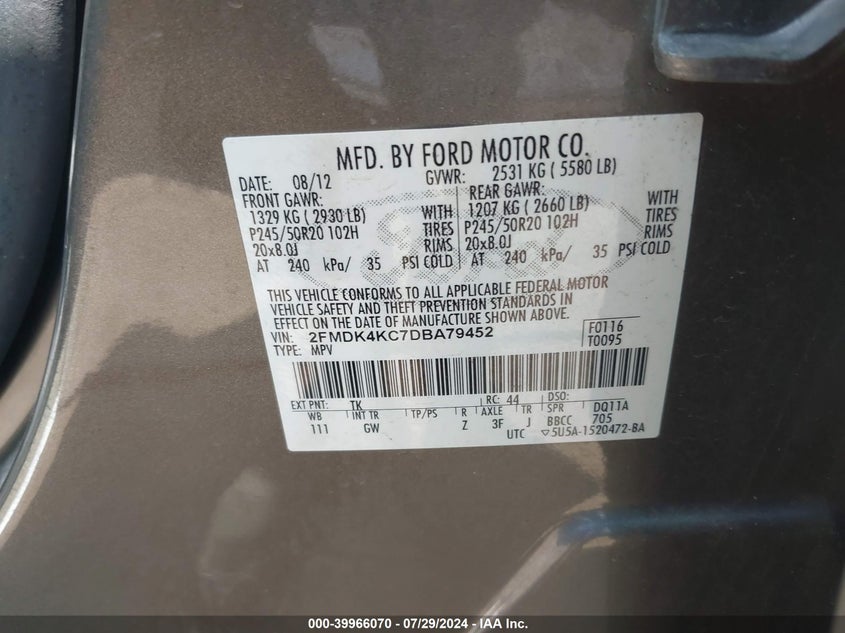 MFD. BY FORD MOTOR CO.
DATE: 08/12 GVWR: 2531 KG ( 5580 LB)
FRONT GAWR: REAR GAWR:
1329 KG ( 2930 LB) WITH 1207 KG ( 2660 LB) WITH
P245/50R20 102H TIRES P245/50R20 102H TIRES
20x8.0J RIMS 20x8.0J RIMS
AT 240 kPa/ 35 PSI COLD AT 240 kPa/ 35 PSI COLD
THIS VEHICLE CONFORMS TO ALL APPLICABLE FEDERAL MOTOR
VEHICLE SAFETY AND THEFT PREVENTION STANDARDS IN
EFFECT ON THE DATE OF MANUFACTURE SHOWN ABOVE.
VIN: 2FMDK4KC7DBA79452 F0116
TYPE: MPV T0095
EXT PNT: TK RC: 44 DSO:
WB INT TR TP/PS R AXLE TR SPR DQ11A
111 GW Z 3F J BBCC 705
UTC ▽5U5A-1520472-BA
000-39966070 / 07/29/2024 - IAA Inc.